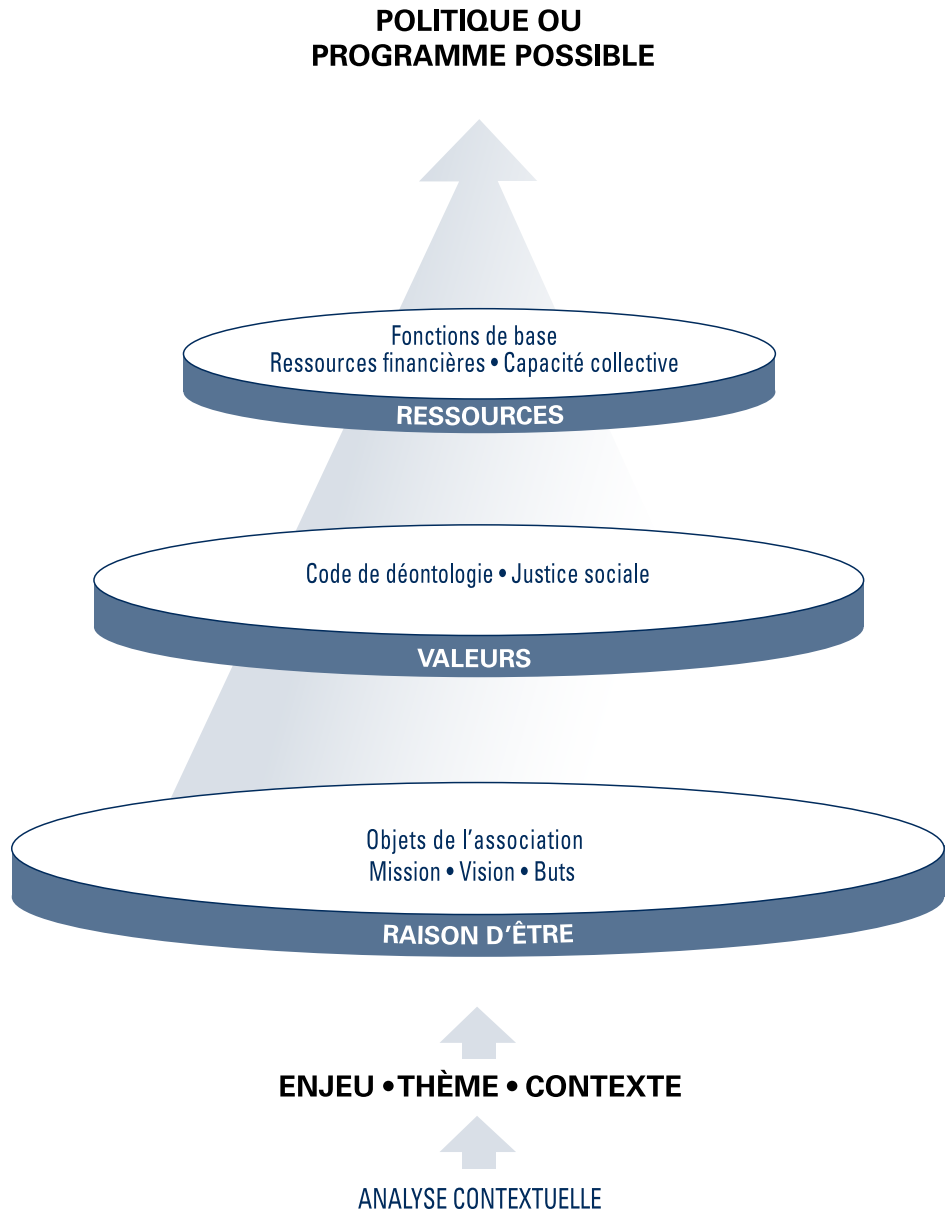 POLITIQUE OU
PROGRAMME POSSIBLE
Fonctions de base
Ressources financières • Capacité collective
RESSOURCES
Code de déontologie • Justice sociale
VALEURS
Objets de l’association
Mission • Vision • Buts
RAISON D’ÊTRE
ENJEU • THÈME • CONTEXTE
ANALYSE CONTEXTUELLE